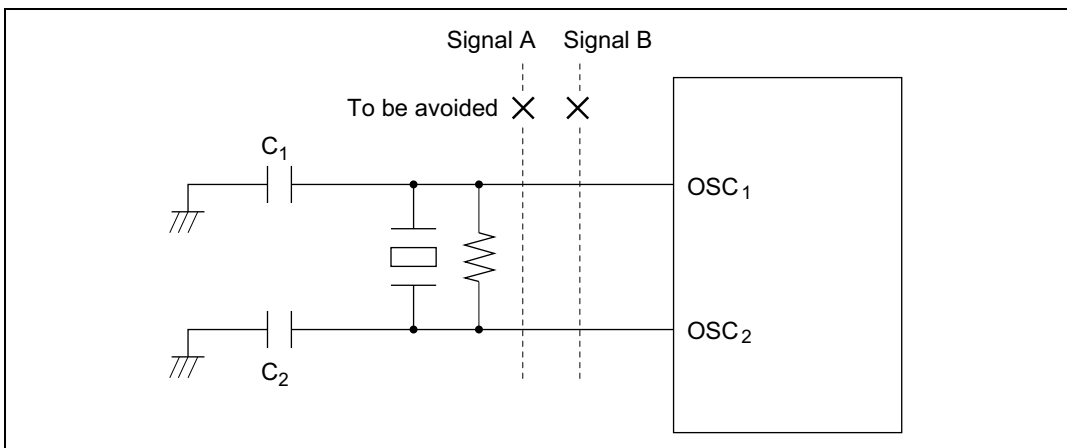 Signal A Signal B
To be avoided
C1
OSC1
OSC2
C2